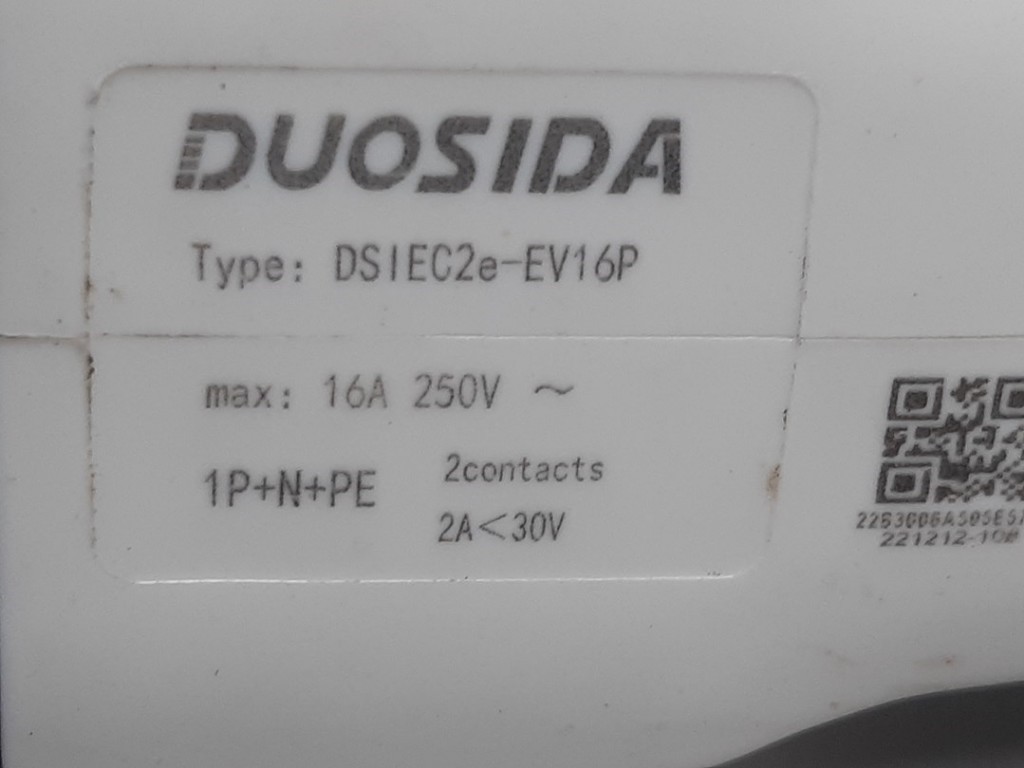 DUOSIDA
Type: DSIEC2e-EV16P
max: 16A 250V ~
1P+N+PE
2contacts
2A<30V